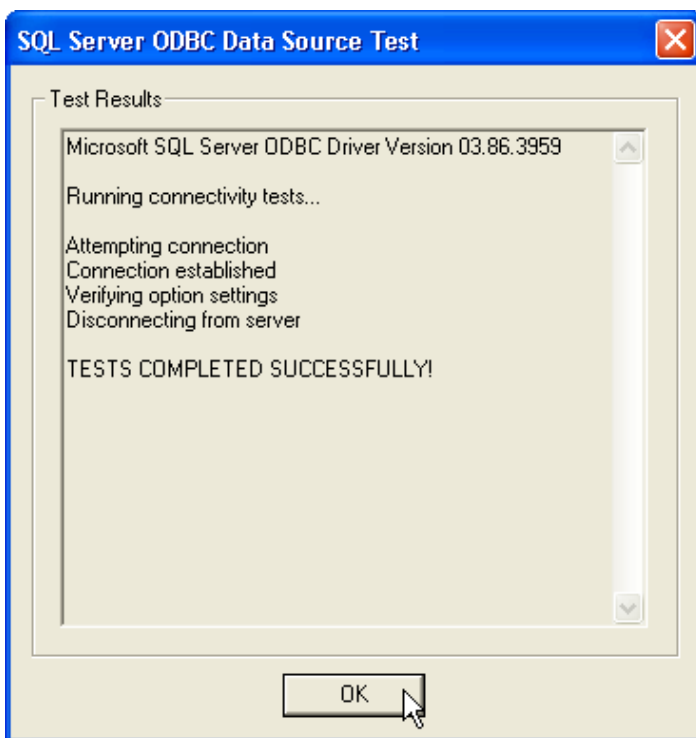 SQL Server ODBC Data Source Test
Test Results
Microsoft SQL Server ODBC Driver Version 03.86.3959
Running connectivity tests...
Attempting connection
Connection established
Verifying option settings
Disconnecting from server
TESTS COMPLETED SUCCESSFULLY!
OK